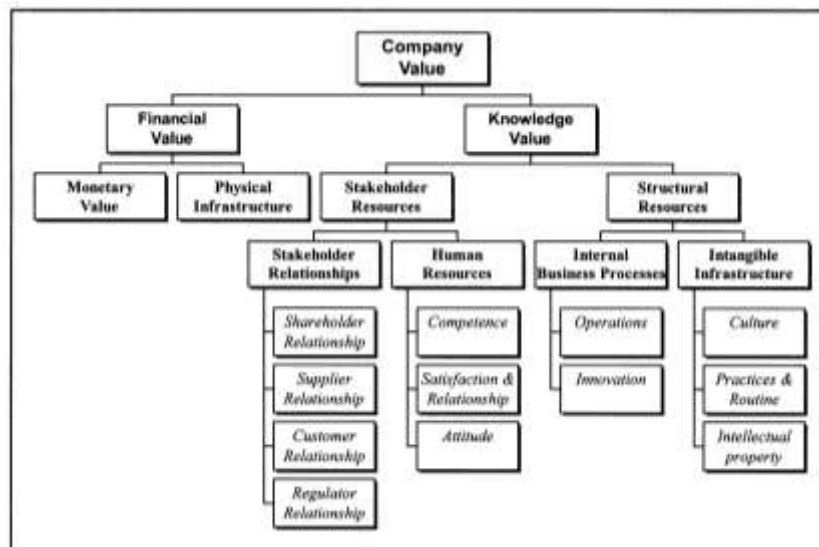 Company
Value
Financial
Value
Knowledge
Value
Monetary
Value
Physical
Infrastructure
Stakeholder
Resources
Structural
Resources
Stakeholder
Relationships
Human
Resources
Internal
Business Processes
Intangible
Infrastructure
Shareholder
Relationship
Competence
Operations
Culture
Supplier
Relationship
Satisfaction &
Relationship
Innovation
Practices &
Routine
Customer
Relationship
Attitude
Intellectual
property
Regulator
Relationship